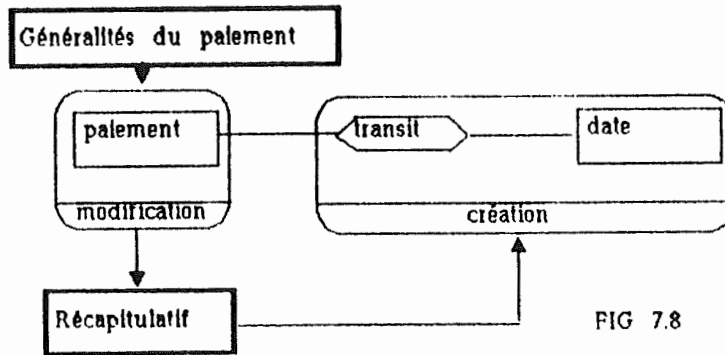 Généralités du paiement
paiement
transit
date
modification
création
Récapitulatif
FIG 7.8